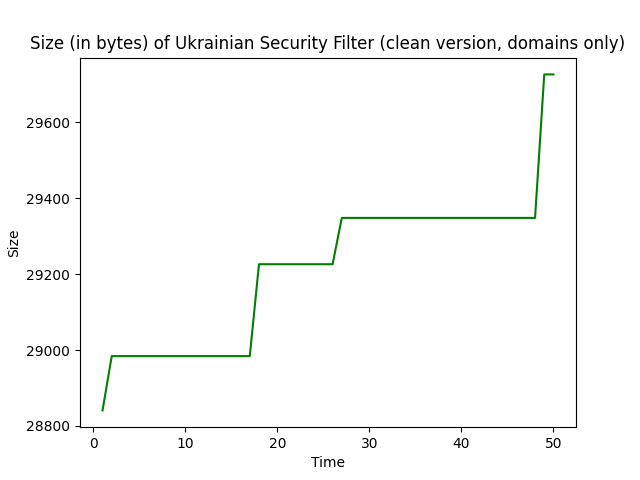 Size (in bytes) of Ukrainian Security Filter (clean version, domains only)
29600
29400
29200
29000
28800
Size
0 10 20 30 40 50
Time